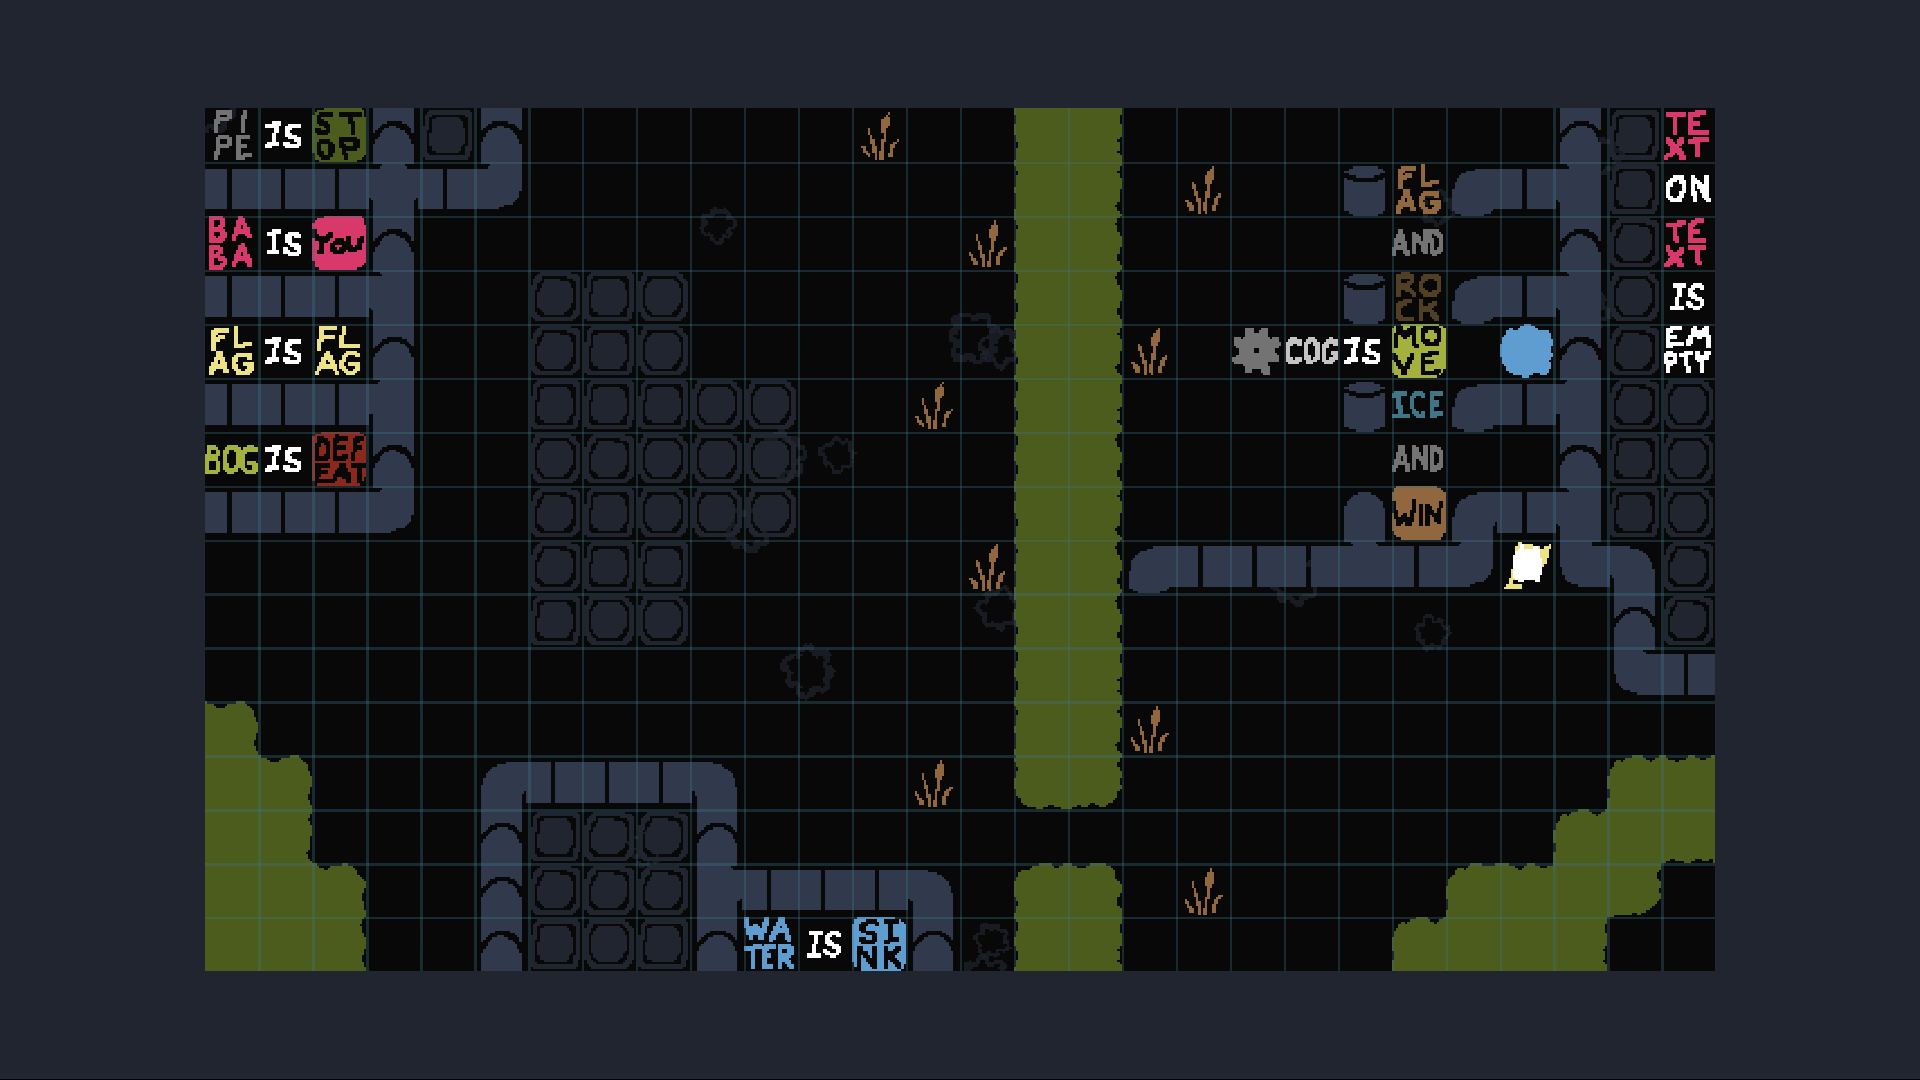 PIPE IS STOP
TEXT
FLAG
ON
BABA IS YOU
AND
TEXT
ROCK
IS
FLAG IS FLAG
COG IS MOVE
EMPTY
ICE
BOG IS DEFEAT
AND
WIN
WATER IS SINK